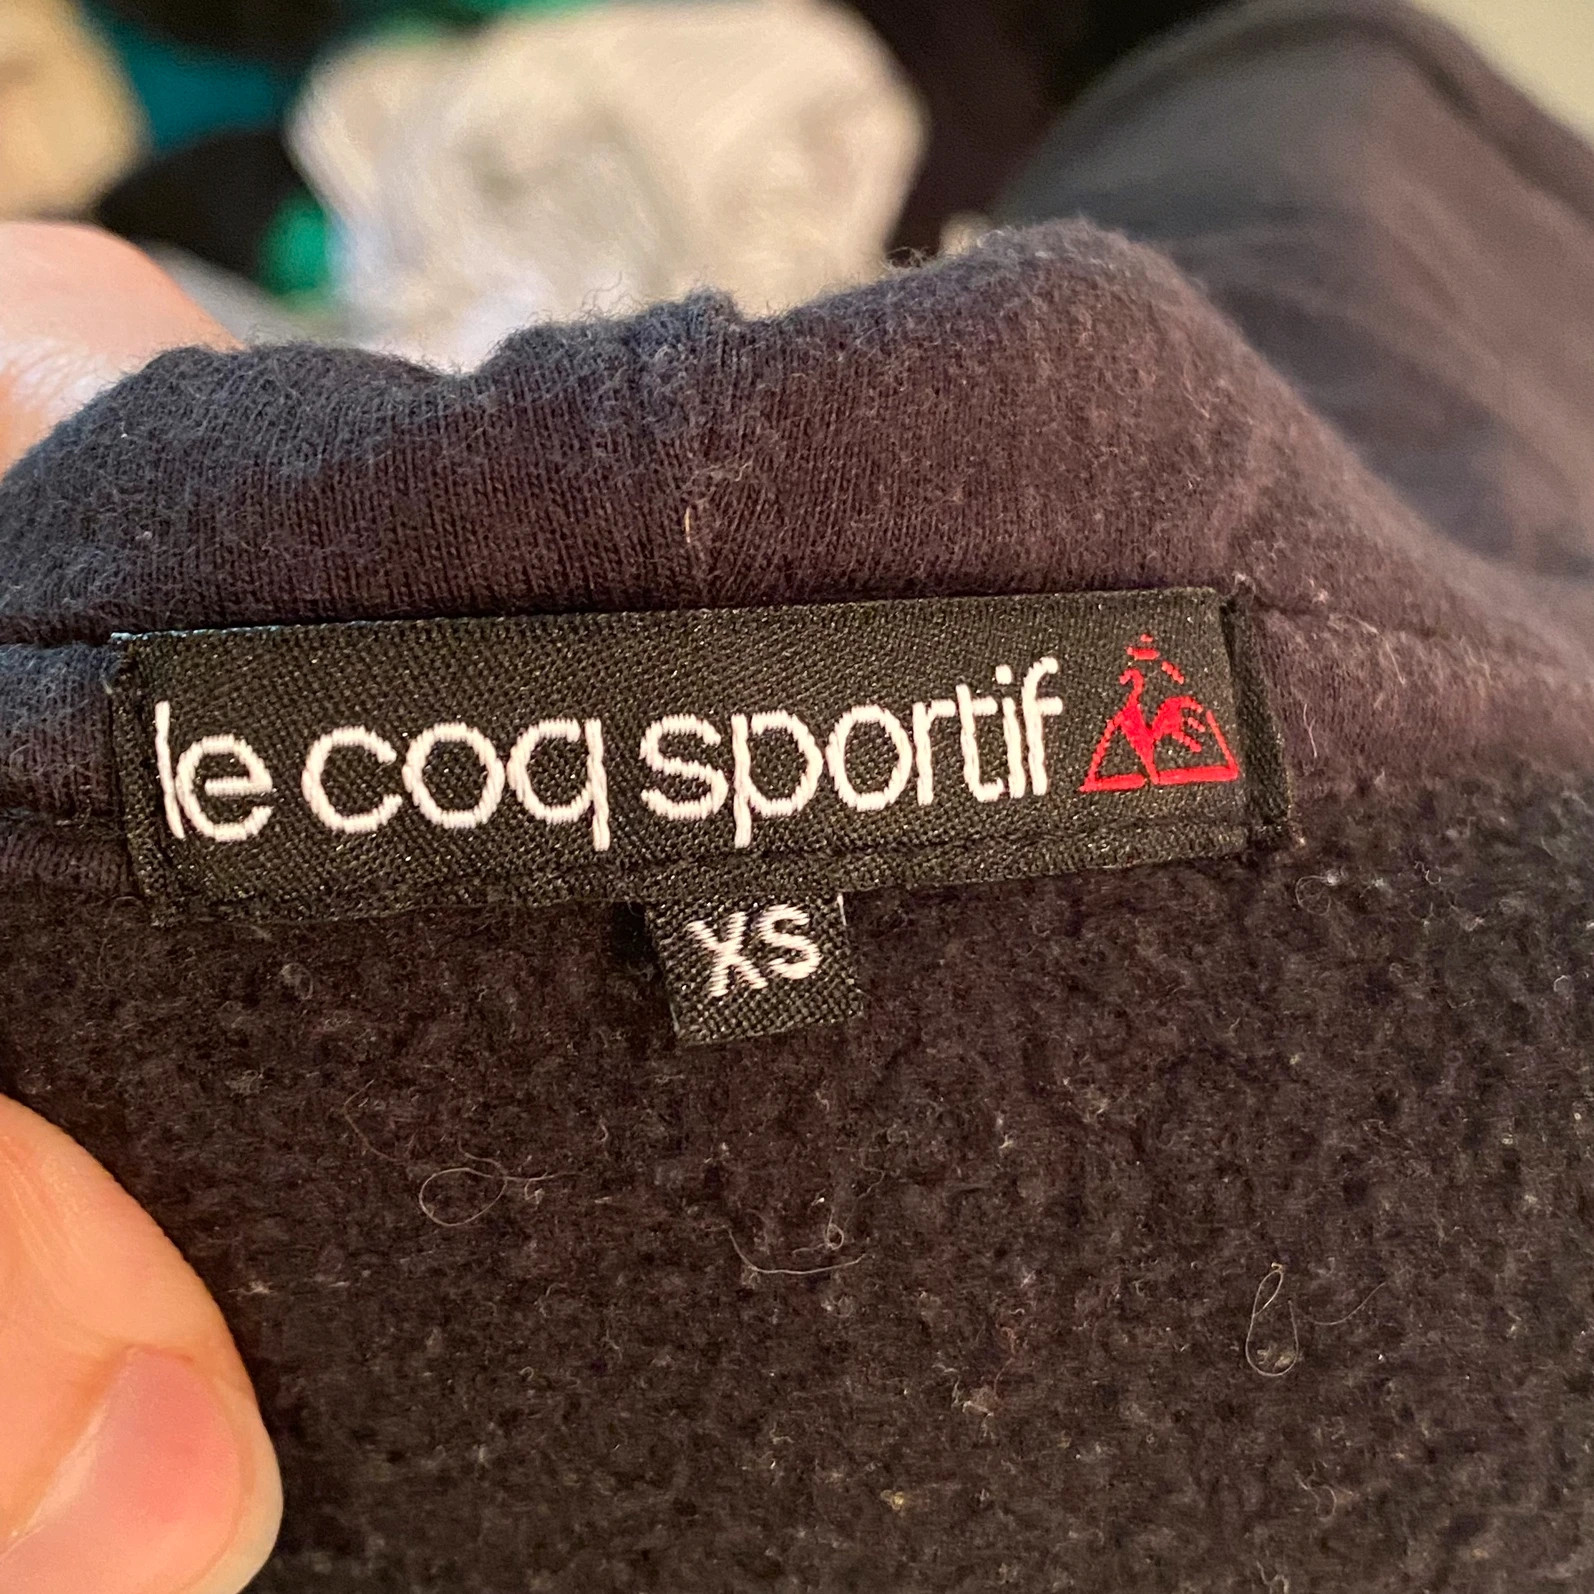 le coq sportif
XS